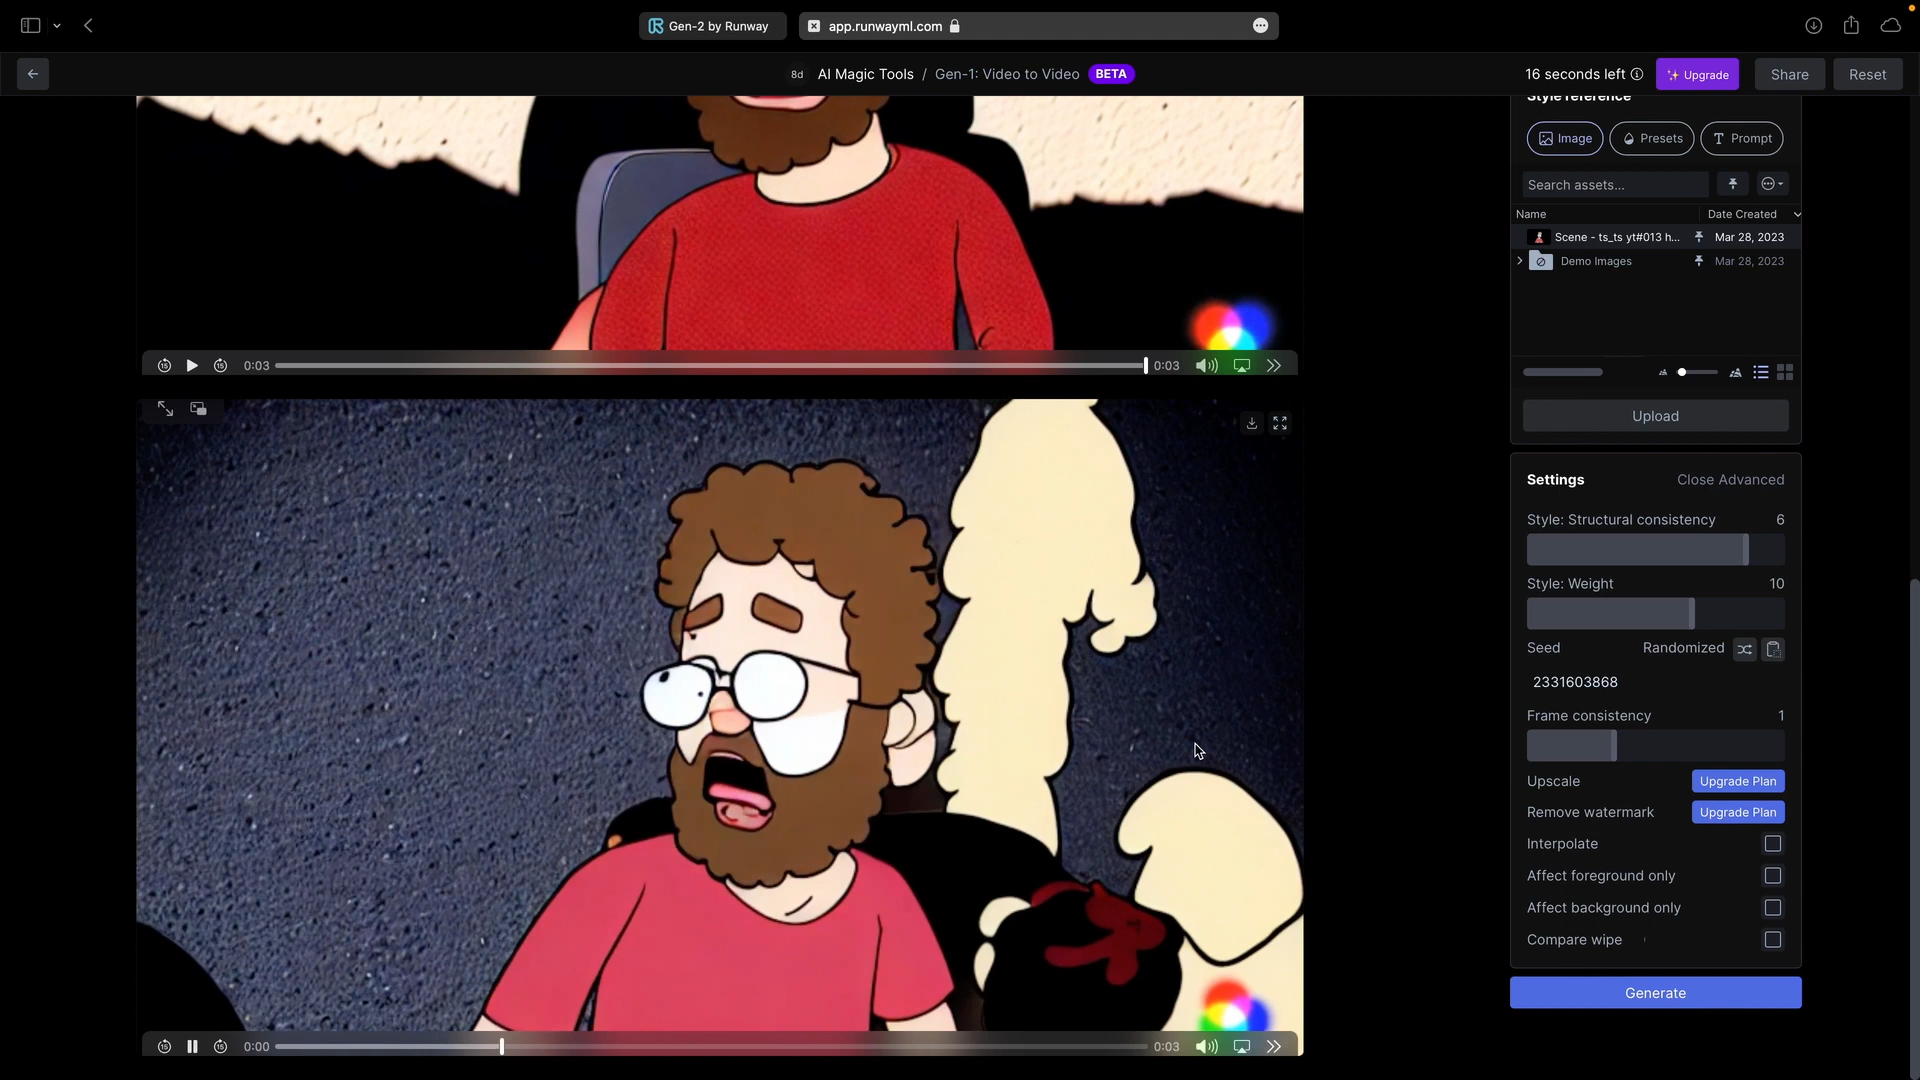 Gen-2 by Runway
app.runwayml.com
8d AI Magic Tools / Gen-1: Video to Video BETA
16 seconds left
Upgrade
Share
Reset
Style reference
Image
Presets
Prompt
Search assets...
Name
Date Created
Scene - ts_ts yt#013 h...
Mar 28, 2023
Demo Images
Mar 28, 2023
15
15
0:03
0:03
Upload
Settings
Close Advanced
Style: Structural consistency 6
Style: Weight 10
Seed
Randomized
2331603868
Frame consistency 1
Upscale
Upgrade Plan
Remove watermark
Upgrade Plan
Interpolate
Affect foreground only
Affect background only
Compare wipe
Generate
15
15
0:00
0:03